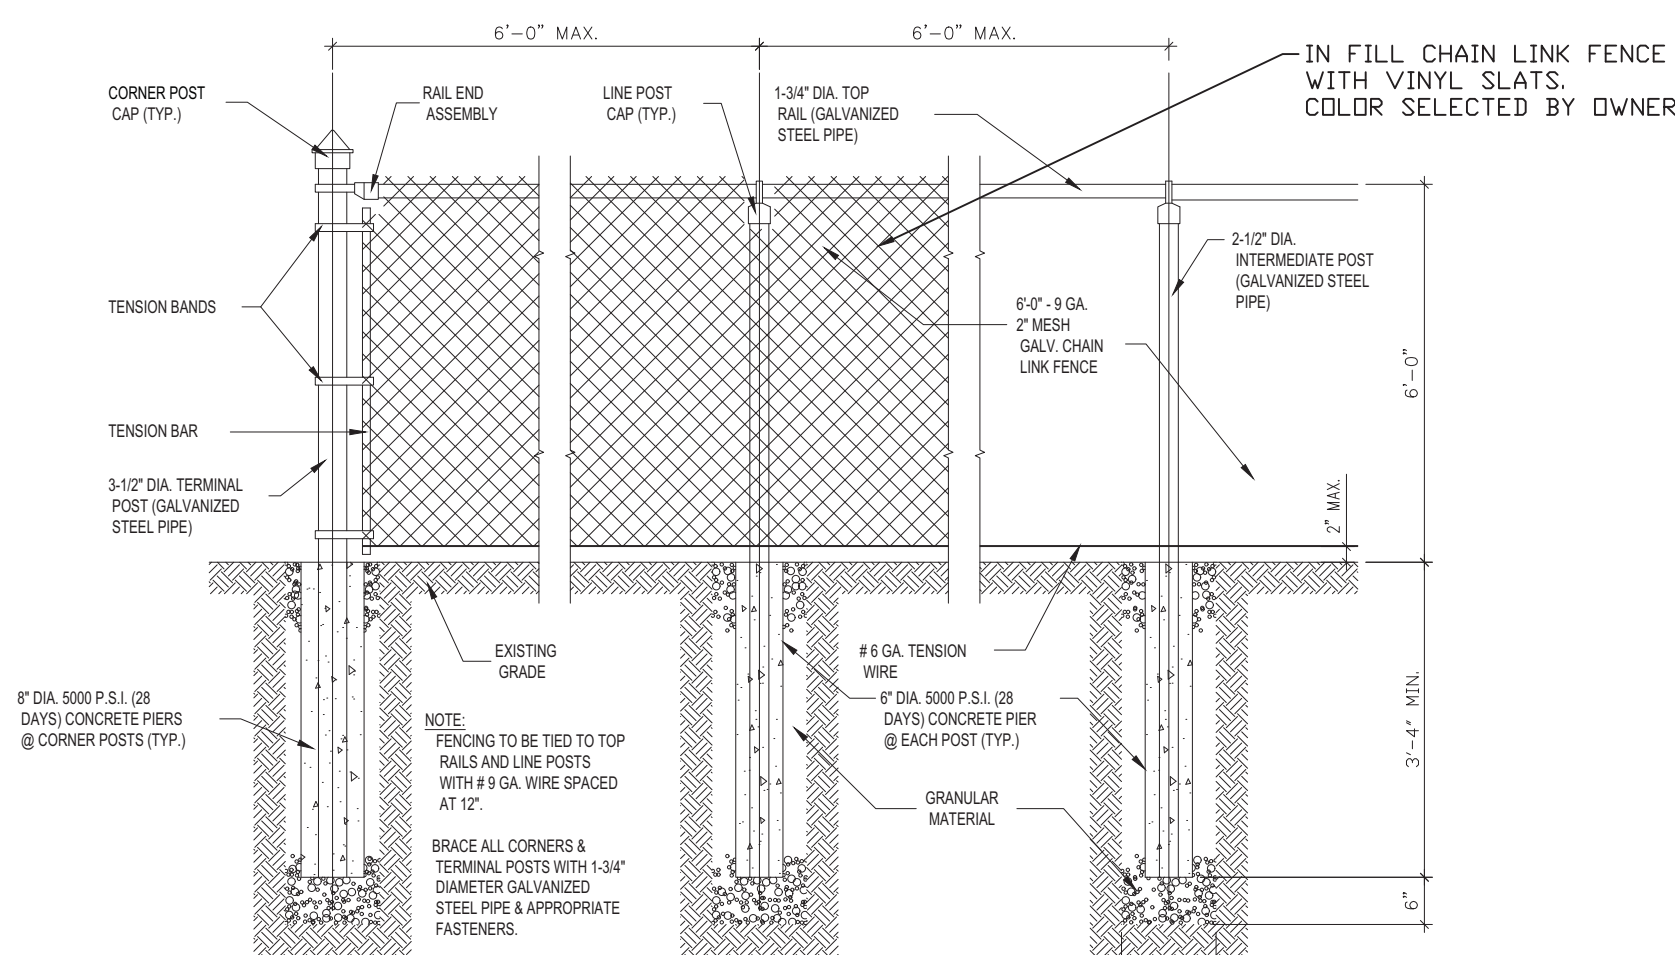 6'-0" MAX.
6'-0" MAX.
IN FILL CHAIN LINK FENCE
WITH VINYL SLATS.
COLOR SELECTED BY OWNER
CORNER POST
CAP (TYP.)
RAIL END
ASSEMBLY
LINE POST
CAP (TYP.)
1-3/4" DIA. TOP
RAIL (GALVANIZED
STEEL PIPE)
2-1/2" DIA.
INTERMEDIATE POST
(GALVANIZED STEEL
PIPE)
TENSION BANDS
6'-0" - 9 GA.
2" MESH
GALV. CHAIN
LINK FENCE
6'-0"
TENSION BAR
3-1/2" DIA. TERMINAL
POST (GALVANIZED
STEEL PIPE)
2" MAX.
EXISTING
GRADE
# 6 GA. TENSION
WIRE
8" DIA. 5000 P.S.I. (28
DAYS) CONCRETE PIERS
@ CORNER POSTS (TYP.)
6" DIA. 5000 P.S.I. (28
DAYS) CONCRETE PIER
@ EACH POST (TYP.)
3'-4" MIN.
NOTE:
FENCING TO BE TIED TO TOP
RAILS AND LINE POSTS
WITH # 9 GA. WIRE SPACED
AT 12".
GRANULAR
MATERIAL
BRACE ALL CORNERS &
TERMINAL POSTS WITH 1-3/4"
DIAMETER GALVANIZED
STEEL PIPE & APPROPRIATE
FASTENERS.
6"